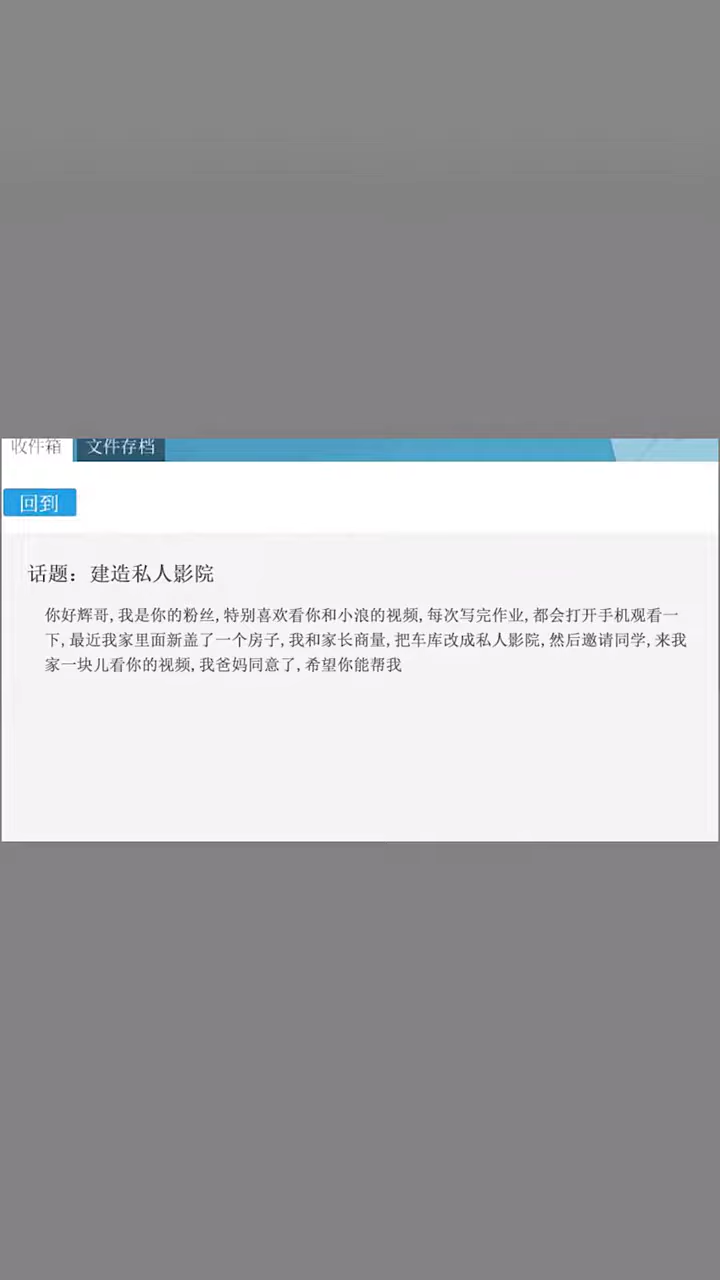 收件箱 文件存档
回到
话题：建造私人影院
你好辉哥,我是你的粉丝,特别喜欢看你和小浪的视频,每次写完作业,都会打开手机观看一
下,最近我家里面新盖了一个房子,我和家长商量,把车库改成私人影院,然后邀请同学,来我
家一块儿看你的视频,我爸妈同意了,希望你能帮我